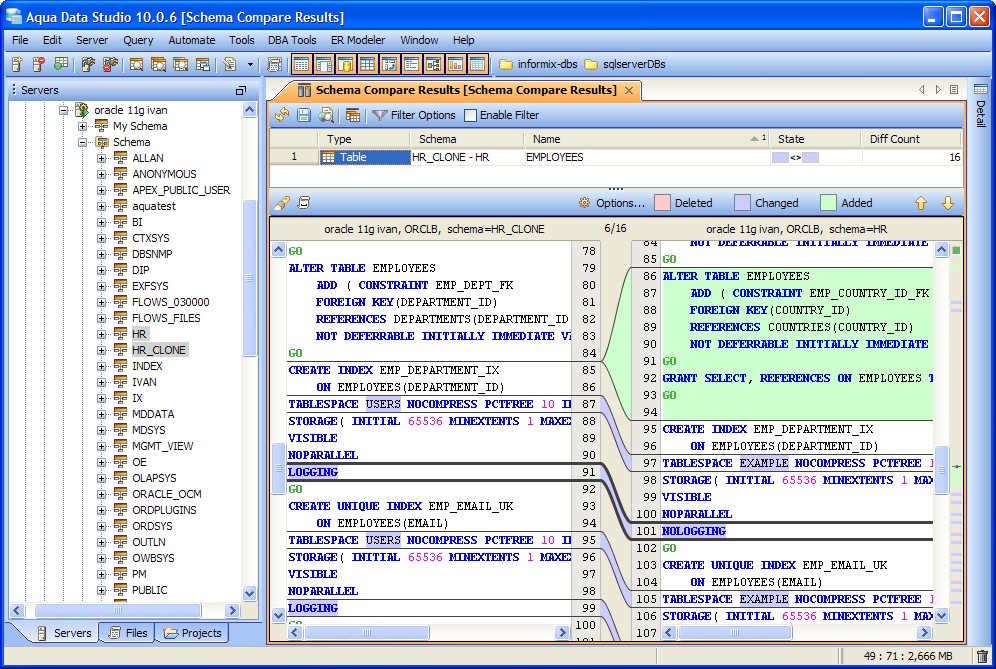 Aqua Data Studio 10.0.6 [Schema Compare Results]
File Edit Server Query Automate Tools DBA Tools ER Modeler Window Help
informix-dbs sqlserverDBs
Servers
oracle 11g ivan
My Schema
Schema
ALLAN
ANONYMOUS
APEX_PUBLIC_USER
aquatest
BI
CTXSYS
DBSNMP
DIP
EXFSYS
FLOWS_030000
FLOWS_FILES
HR
HR_CLONE
INDEX
IVAN
IX
MDDATA
MDSYS
MGMT_VIEW
OE
OLAPSYS
ORACLE_OCM
ORDPLUGINS
ORDSYS
OUTLN
OWBSYS
PM
PUBLIC
Servers Files Projects
Schema Compare Results [Schema Compare Results]
Detail
Filter Options Enable Filter
Type Schema Name 1 State Diff Count
1 Table HR_CLONE - HR EMPLOYEES <> 16
Options... Deleted Changed Added
oracle 11g ivan, ORCLB, schema=HR_CLONE 6/16 oracle 11g ivan, ORCLB, schema=HR
GO 78
ALTER TABLE EMPLOYEES 79
ADD ( CONSTRAINT EMP_DEPT_FK 80
FOREIGN KEY(DEPARTMENT_ID) 81
REFERENCES DEPARTMENTS(DEPARTMENT_ID 82
NOT DEFERRABLE INITIALLY IMMEDIATE VA 83
GO 84
CREATE INDEX EMP_DEPARTMENT_IX 85
ON EMPLOYEES(DEPARTMENT_ID) 86
TABLESPACE USERS NOCOMPRESS PCTFREE 10 IN 87
STORAGE( INITIAL 65536 MINEXTENTS 1 MAXE 88
VISIBLE 89
NOPARALLEL 90
LOGGING 91
GO 92
CREATE UNIQUE INDEX EMP_EMAIL_UK 93
ON EMPLOYEES(EMAIL) 94
TABLESPACE USERS NOCOMPRESS PCTFREE 10 IN 95
STORAGE( INITIAL 65536 MINEXTENTS 1 MAXE 96
VISIBLE 97
NOPARALLEL 98
LOGGING 99
100
101
84 NOT DEFERRABLE INITIALLY IMMEDIATE
85 GO
86 ALTER TABLE EMPLOYEES
87 ADD ( CONSTRAINT EMP_COUNTRY_ID_FK
88 FOREIGN KEY(COUNTRY_ID)
89 REFERENCES COUNTRIES(COUNTRY_ID)
90 NOT DEFERRABLE INITIALLY IMMEDIATE
91 GO
92 GRANT SELECT, REFERENCES ON EMPLOYEES T
93 GO
94
95 CREATE INDEX EMP_DEPARTMENT_IX
96 ON EMPLOYEES(DEPARTMENT_ID)
97 TABLESPACE EXAMPLE NOCOMPRESS PCTFREE 1
98 STORAGE( INITIAL 65536 MINEXTENTS 1 MAX
99 VISIBLE
100 NOPARALLEL
101 NOLOGGING
102 GO
103 CREATE UNIQUE INDEX EMP_EMAIL_UK
104 ON EMPLOYEES(EMAIL)
105 TABLESPACE EXAMPLE NOCOMPRESS PCTFREE 1
106 STORAGE( INITIAL 65536 MINEXTENTS 1 MAX
107
49 : 71 : 2,666 MB